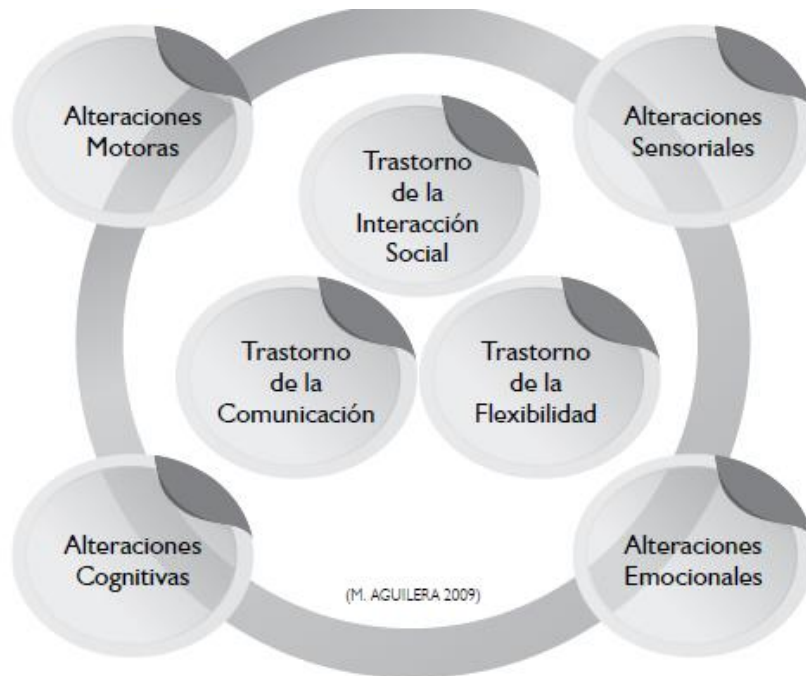 Alteraciones
Motoras
Alteraciones
Sensoriales
Trastorno
de la
Interacción
Social
Trastorno
de la
Comunicación
Trastorno
de la
Flexibilidad
Alteraciones
Cognitivas
Alteraciones
Emocionales
(M. AGUILERA 2009)